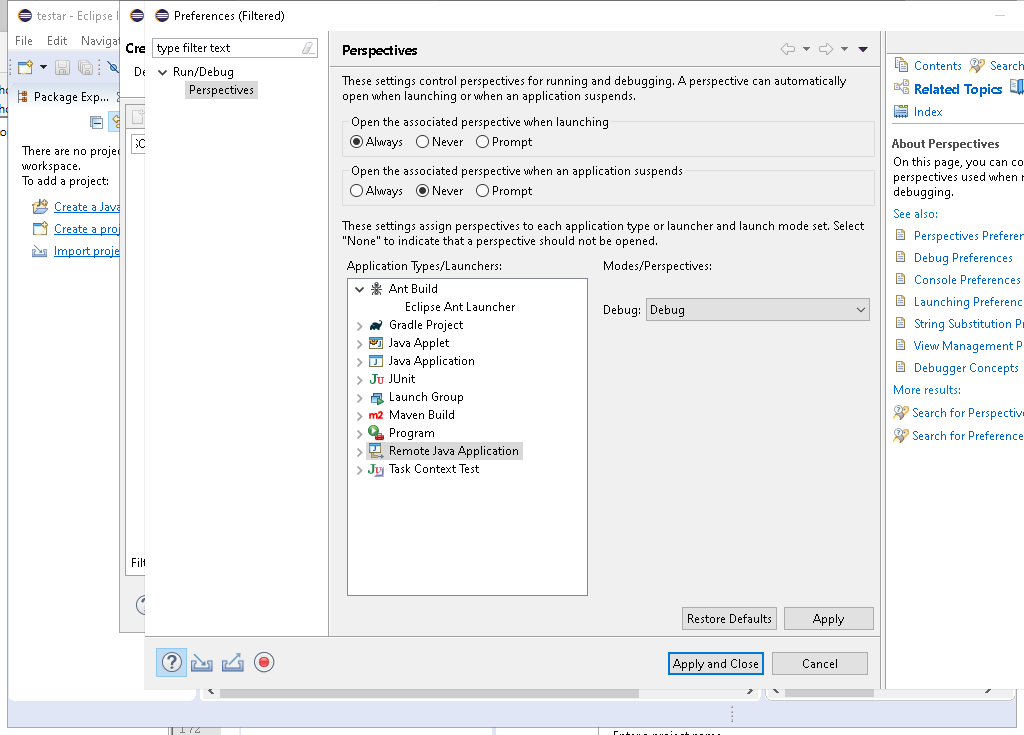 testar - Eclipse I
File Edit Naviga
Package Exp...
There are no proje
workspace.
To add a project:
Create a Java
Create a proj
Import proje
Cre
De
Filt
Preferences (Filtered)
type filter text
Run/Debug
Perspectives
Perspectives
These settings control perspectives for running and debugging. A perspective can automatically
open when launching or when an application suspends.
Open the associated perspective when launching
Always Never Prompt
Open the associated perspective when an application suspends
Always Never Prompt
These settings assign perspectives to each application type or launcher and launch mode set. Select
"None" to indicate that a perspective should not be opened.
Application Types/Launchers:
Modes/Perspectives:
Ant Build
Eclipse Ant Launcher
Debug: Debug
Gradle Project
Java Applet
Java Application
JUnit
Launch Group
Maven Build
Program
Remote Java Application
Task Context Test
Restore Defaults Apply
Apply and Close Cancel
Contents Search
Related Topics
Index
About Perspectives
On this page, you can co
perspectives used when r
debugging.
See also:
Perspectives Preferen
Debug Preferences
Console Preferences
Launching Preferenc
String Substitution Pr
View Management P
Debugger Concepts
More results:
Search for Perspective
Search for Preference
172
Enter a project name